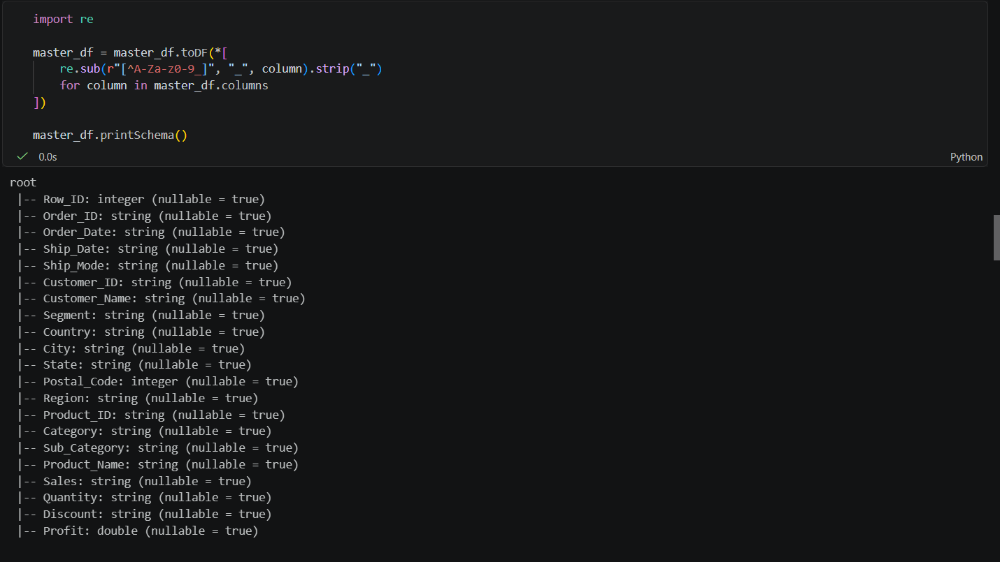 import re
master_df = master_df.toDF(*[
    re.sub(r"[^A-Za-z0-9_]", "_", column).strip("_")
    for column in master_df.columns
])
master_df.printSchema()
0.0s
Python
root
 |-- Row_ID: integer (nullable = true)
 |-- Order_ID: string (nullable = true)
 |-- Order_Date: string (nullable = true)
 |-- Ship_Date: string (nullable = true)
 |-- Ship_Mode: string (nullable = true)
 |-- Customer_ID: string (nullable = true)
 |-- Customer_Name: string (nullable = true)
 |-- Segment: string (nullable = true)
 |-- Country: string (nullable = true)
 |-- City: string (nullable = true)
 |-- State: string (nullable = true)
 |-- Postal_Code: integer (nullable = true)
 |-- Region: string (nullable = true)
 |-- Product_ID: string (nullable = true)
 |-- Category: string (nullable = true)
 |-- Sub_Category: string (nullable = true)
 |-- Product_Name: string (nullable = true)
 |-- Sales: string (nullable = true)
 |-- Quantity: string (nullable = true)
 |-- Discount: string (nullable = true)
 |-- Profit: double (nullable = true)